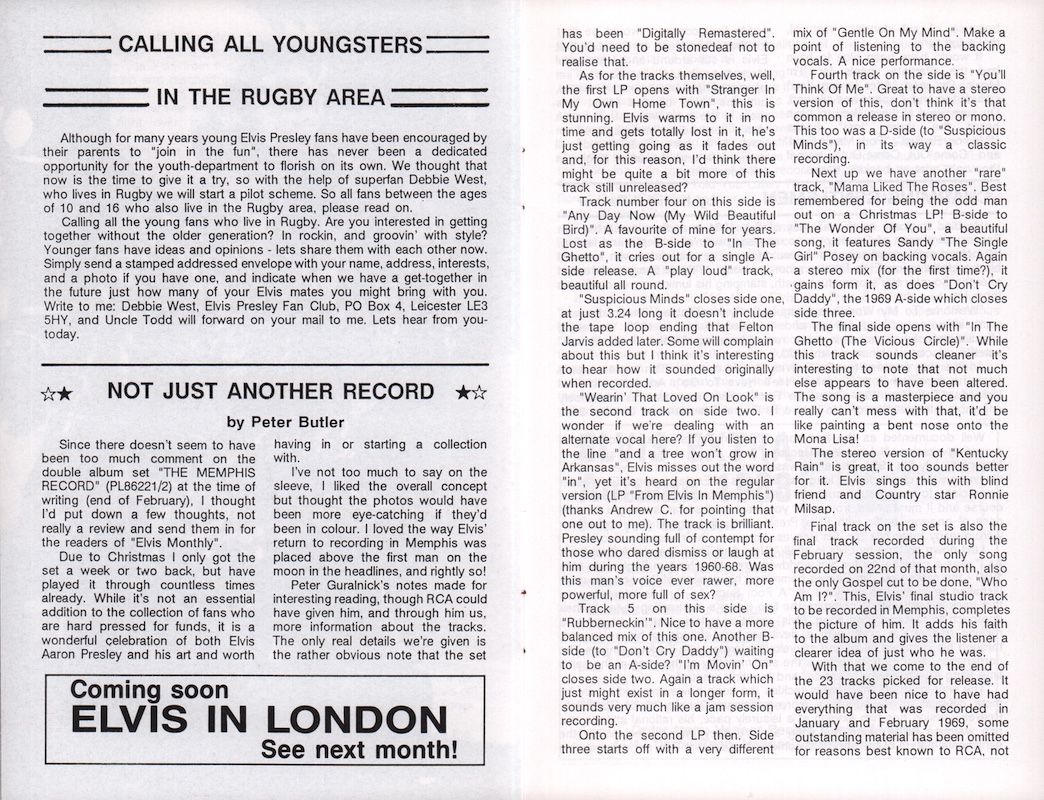 CALLING ALL YOUNGSTERS
IN THE RUGBY AREA
Although for many years young Elvis Presley fans have been encouraged by
their parents to "join in the fun", there has never been a dedicated
opportunity for the youth-department to florish on its own. We thought that
now is the time to give it a try, so with the help of superfan Debbie West,
who lives in Rugby we will start a pilot scheme. So all fans between the ages
of 10 and 16 who also live in the Rugby area, please read on.
Calling all the young fans who live in Rugby. Are you interested in getting
together without the older generation? In rockin, and groovin' with style?
Younger fans have ideas and opinions - lets share them with each other now.
Simply send a stamped addressed envelope with your name, address, interests,
and a photo if you have one, and indicate when we have a get-together in
the future just how many of your Elvis mates you might bring with you.
Write to me: Debbie West, Elvis Presley Fan Club, PO Box 4, Leicester LE3
5HY, and Uncle Todd will forward on your mail to me. Lets hear from you-
today.
☆★ NOT JUST ANOTHER RECORD ★☆
by Peter Butler
Since there doesn't seem to have
been too much comment on the
double album set "THE MEMPHIS
RECORD" (PL86221/2) at the time of
writing (end of February), I thought
I'd put down a few thoughts, not
really a review and send them in for
the readers of "Elvis Monthly".
Due to Christmas I only got the
set a week or two back, but have
played it through countless times
already. While it's not an essential
addition to the collection of fans who
are hard pressed for funds, it is a
wonderful celebration of both Elvis
Aaron Presley and his art and worth
having in or starting a collection
with.
I've not too much to say on the
sleeve, I liked the overall concept
but thought the photos would have
been more eye-catching if they'd
been in colour. I loved the way Elvis'
return to recording in Memphis was
placed above the first man on the
moon in the headlines, and rightly so!
Peter Guralnick's notes made for
interesting reading, though RCA could
have given him, and through him us,
more information about the tracks.
The only real details we're given is
the rather obvious note that the set
Coming soon
ELVIS IN LONDON
See next month!
has been "Digitally Remastered".
You'd need to be stonedeaf not to
realise that.
As for the tracks themselves, well,
the first LP opens with "Stranger In
My Own Home Town", this is
stunning. Elvis warms to it in no
time and gets totally lost in it, he's
just getting going as it fades out
and, for this reason, I'd think there
might be quite a bit more of this
track still unreleased?
Track number four on this side is
"Any Day Now (My Wild Beautiful
Bird)". A favourite of mine for years.
Lost as the B-side to "In The
Ghetto", it cries out for a single A-
side release. A "play loud" track,
beautiful all round.
"Suspicious Minds" closes side one,
at just 3.24 long it doesn't include
the tape loop ending that Felton
Jarvis added later. Some will complain
about this but I think it's interesting
to hear how it sounded originally
when recorded.
"Wearin' That Loved On Look" is
the second track on side two. I
wonder if we're dealing with an
alternate vocal here? If you listen to
the line "and a tree won't grow in
Arkansas", Elvis misses out the word
"in", yet it's heard on the regular
version (LP "From Elvis In Memphis")
(thanks Andrew C. for pointing that
one out to me). The track is brilliant.
Presley sounding full of contempt for
those who dared dismiss or laugh at
him during the years 1960-68. Was
this man's voice ever rawer, more
powerful, more full of sex?
Track 5 on this side is
"Rubberneckin'". Nice to have a more
balanced mix of this one. Another B-
side (to "Don't Cry Daddy") waiting
to be an A-side? "I'm Movin' On"
closes side two. Again a track which
just might exist in a longer form, it
sounds very much like a jam session
recording.
Onto the second LP then. Side
three starts off with a very different
mix of "Gentle On My Mind". Make a
point of listening to the backing
vocals. A nice performance.
Fourth track on the side is "You'll
Think Of Me". Great to have a stereo
version of this, don't think it's that
common a release in stereo or mono.
This too was a D-side (to "Suspicious
Minds"), in its way a classic
recording.
Next up we have another "rare"
track, "Mama Liked The Roses". Best
remembered for being the odd man
out on a Christmas LP! B-side to
"The Wonder Of You", a beautiful
song, it features Sandy "The Single
Girl" Posey on backing vocals. Again
a stereo mix (for the first time?), it
gains form it, as does "Don't Cry
Daddy", the 1969 A-side which closes
side three.
The final side opens with "In The
Ghetto (The Vicious Circle)". While
this track sounds cleaner it's
interesting to note that not much
else appears to have been altered.
The song is a masterpiece and you
really can't mess with that, it'd be
like painting a bent nose onto the
Mona Lisa!
The stereo version of "Kentucky
Rain" is great, it too sounds better
for it. Elvis sings this with blind
friend and Country star Ronnie
Milsap.
Final track on the set is also the
final track recorded during the
February session, the only song
recorded on 22nd of that month, also
the only Gospel cut to be done, "Who
Am I?". This, Elvis' final studio track
to be recorded in Memphis, completes
the picture of him. It adds his faith
to the album and gives the listener a
clearer idea of just who he was.
With that we come to the end of
the 23 tracks picked for release. It
would have been nice to have had
everything that was recorded in
January and February 1969, some
outstanding material has been omitted
for reasons best known to RCA, not